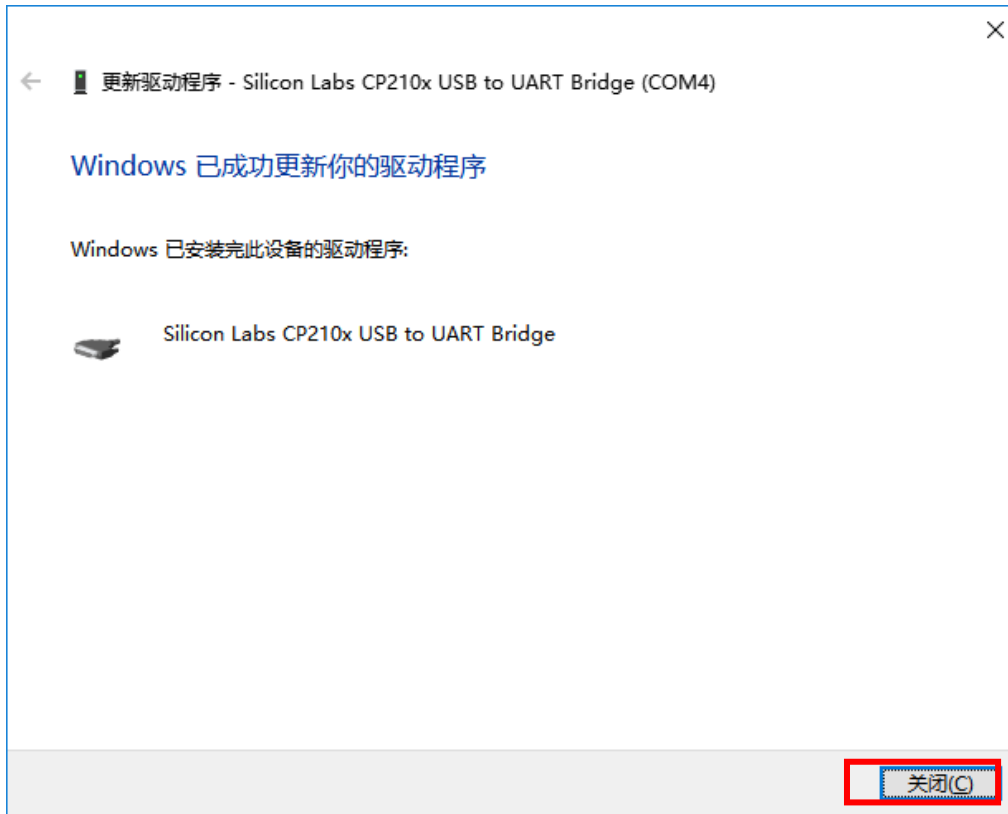 更新驱动程序 - Silicon Labs CP210x USB to UART Bridge (COM4)
Windows 已成功更新你的驱动程序
Windows 已安装完此设备的驱动程序:
Silicon Labs CP210x USB to UART Bridge
关闭(C)